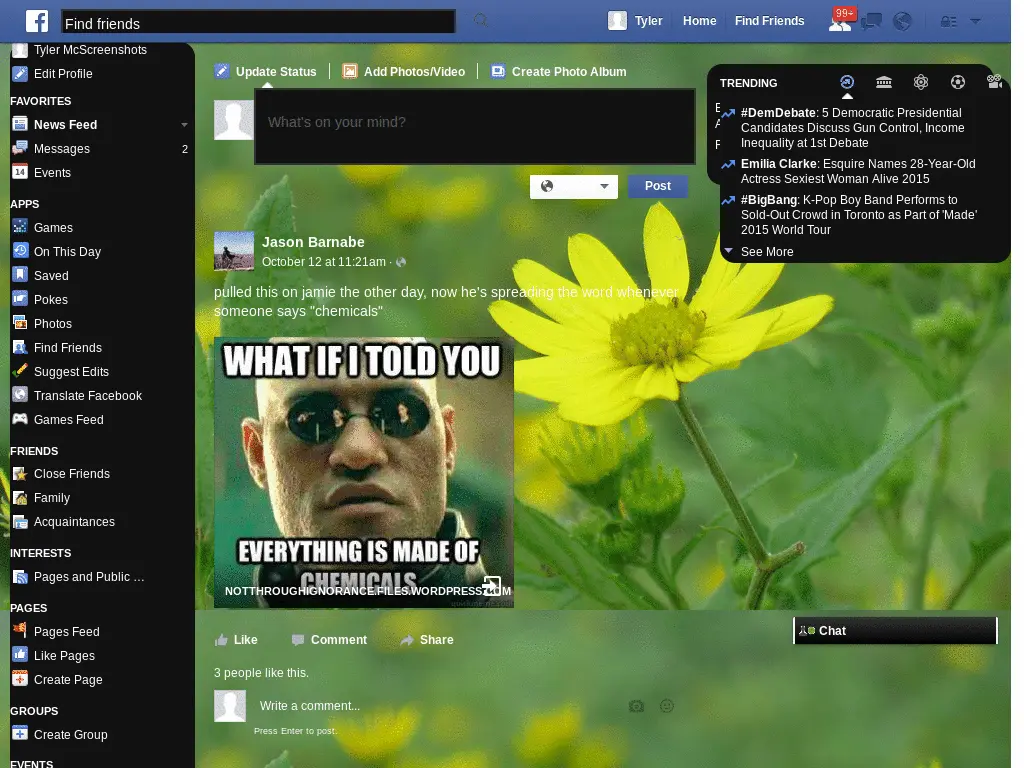 Find friends
Tyler
Home
Find Friends
99+
Tyler McScreenshots
Edit Profile
FAVORITES
News Feed
Messages
2
14
Events
APPS
Games
On This Day
Saved
Pokes
Photos
Find Friends
Suggest Edits
Translate Facebook
Games Feed
FRIENDS
Close Friends
Family
Acquaintances
INTERESTS
Pages and Public ...
PAGES
Pages Feed
Like Pages
Create Page
GROUPS
Create Group
EVENTS
Update Status
Add Photos/Video
Create Photo Album
What's on your mind?
Post
Jason Barnabe
October 12 at 11:21am ·
pulled this on jamie the other day, now he's spreading the word whenever
someone says "chemicals"
WHAT IF I TOLD YOU
EVERYTHING IS MADE OF
CHEMICALS
NOTTHROUGHIGNORANCE.FILES.WORDPRESS.COM
Like
Comment
Share
3 people like this.
Write a comment...
Press Enter to post.
TRENDING
#DemDebate: 5 Democratic Presidential
Candidates Discuss Gun Control, Income
Inequality at 1st Debate
Emilia Clarke: Esquire Names 28-Year-Old
Actress Sexiest Woman Alive 2015
#BigBang: K-Pop Boy Band Performs to
Sold-Out Crowd in Toronto as Part of 'Made'
2015 World Tour
See More
Chat